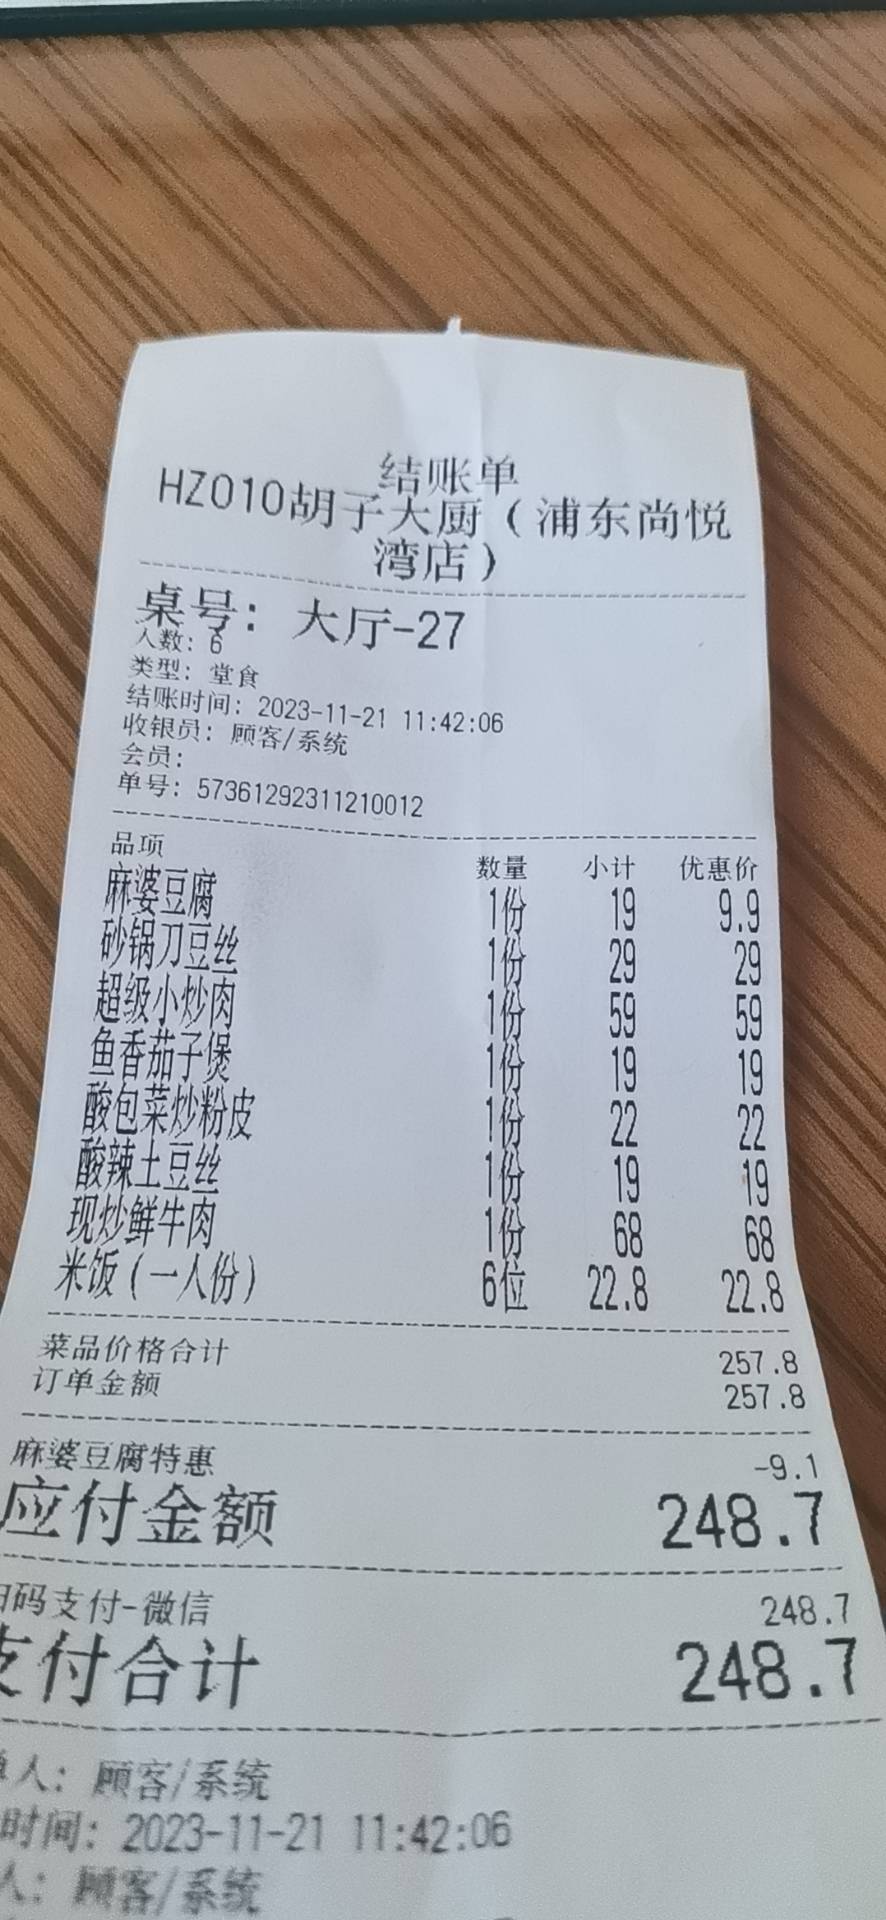 结账单
HZ010胡子大厨（浦东尚悦
湾店）
桌号: 大厅-27
人数: 6
类型: 堂食
结账时间: 2023-11-21 11:42:06
收银员: 顾客/系统
会员:
单号: 57361292311210012
品项 数量 小计 优惠价
麻婆豆腐 1份 19 9.9
砂锅刀豆丝 1份 29 29
超级小炒肉 1份 59 59
鱼香茄子煲 1份 19 19
酸包菜炒粉皮 1份 22 22
酸辣土豆丝 1份 19 19
现炒鲜牛肉 1份 68 68
米饭(一人份) 6位 22.8 22.8
菜品价格合计 257.8
订单金额 257.8
麻婆豆腐特惠 -9.1
应付金额 248.7
扫码支付-微信 248.7
支付合计 248.7
单人: 顾客/系统
时间: 2023-11-21 11:42:06
人: 顾客/系统